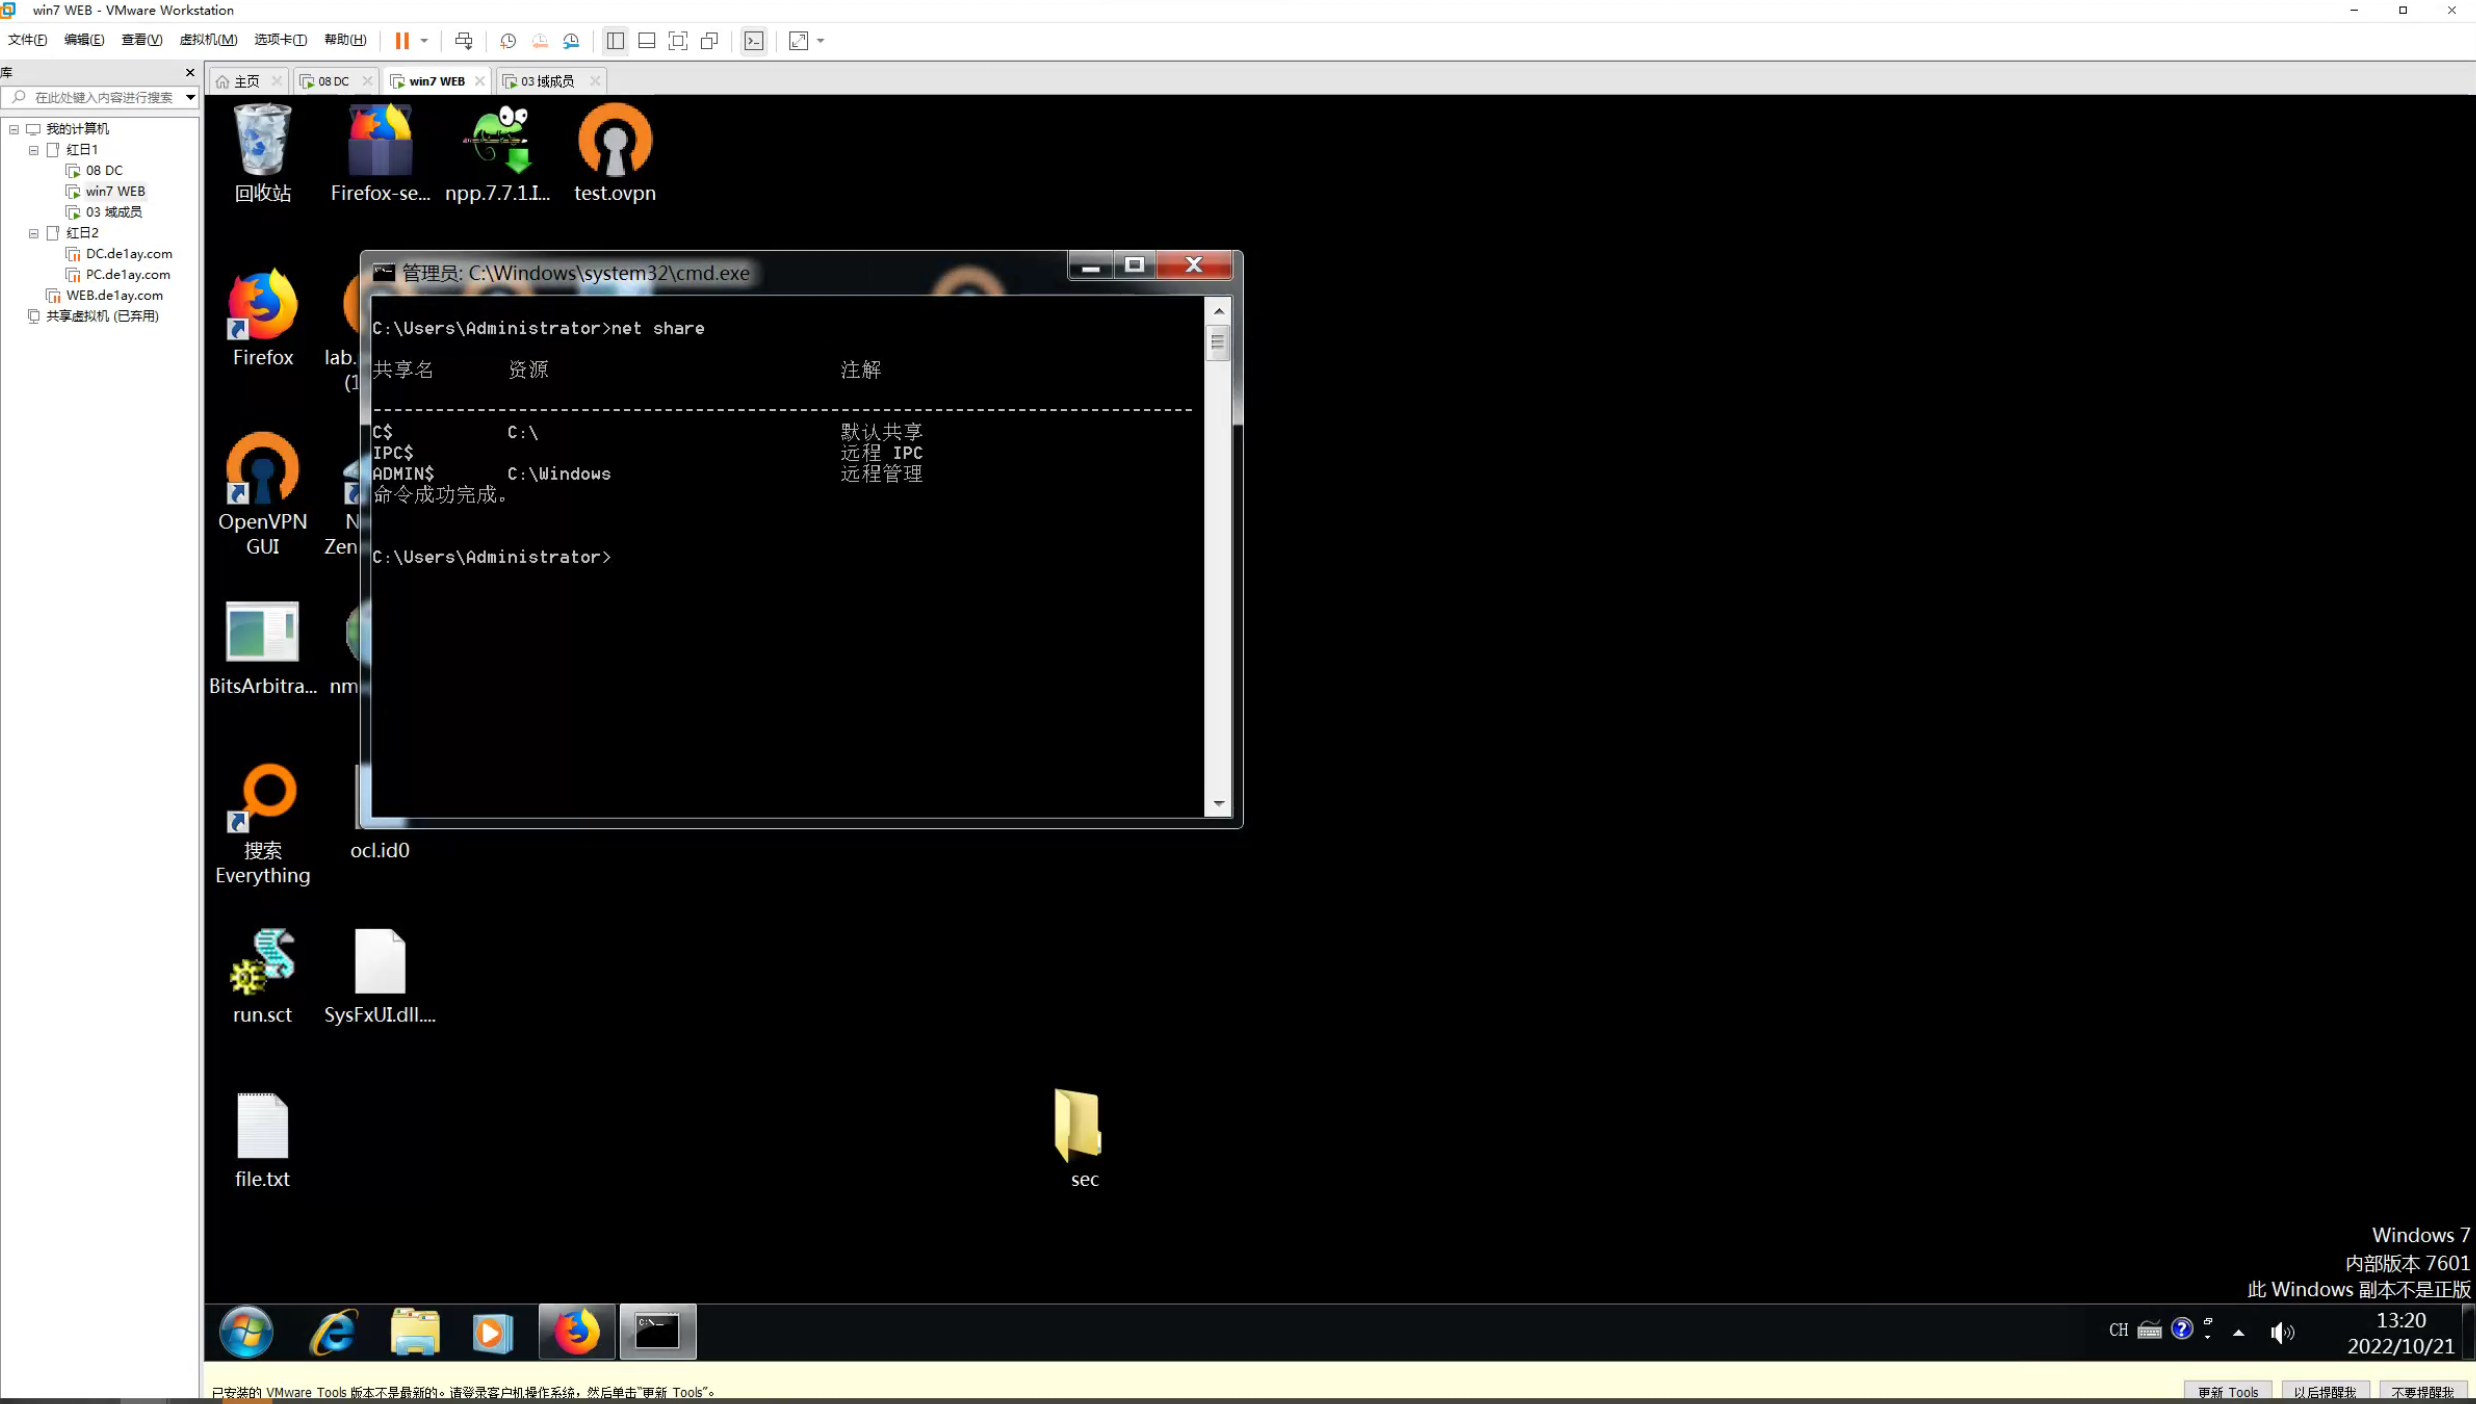 win7 WEB - VMware Workstation
文件(F) 编辑(E) 查看(V) 虚拟机(M) 选项卡(T) 帮助(H)
库
在此处键入内容进行搜索
我的计算机
红日1
08 DC
win7 WEB
03 域成员
红日2
DC.de1ay.com
PC.de1ay.com
WEB.de1ay.com
共享虚拟机 (已弃用)
主页 08 DC win7 WEB 03 域成员
回收站 Firefox-se... npp.7.7.1.I... test.ovpn
Firefox lab.
(1
OpenVPN GUI
N
Zen
BitsArbitra... nm
搜索 Everything
ocl.id0
run.sct SysFxUI.dll....
file.txt
sec
管理员: C:\Windows\system32\cmd.exe
C:\Users\Administrator>net share
共享名 资源 注解
-------------------------------------------------------------------------------
C$ C:\ 默认共享
IPC$ 远程 IPC
ADMIN$ C:\Windows 远程管理
命令成功完成。
C:\Users\Administrator>
Windows 7
内部版本 7601
此 Windows 副本不是正版
CH
13:20
2022/10/21
已安装的 VMware Tools 版本不是最新的。请登录客户机操作系统，然后单击“更新 Tools”。
更新 Tools 以后提醒我 不要提醒我